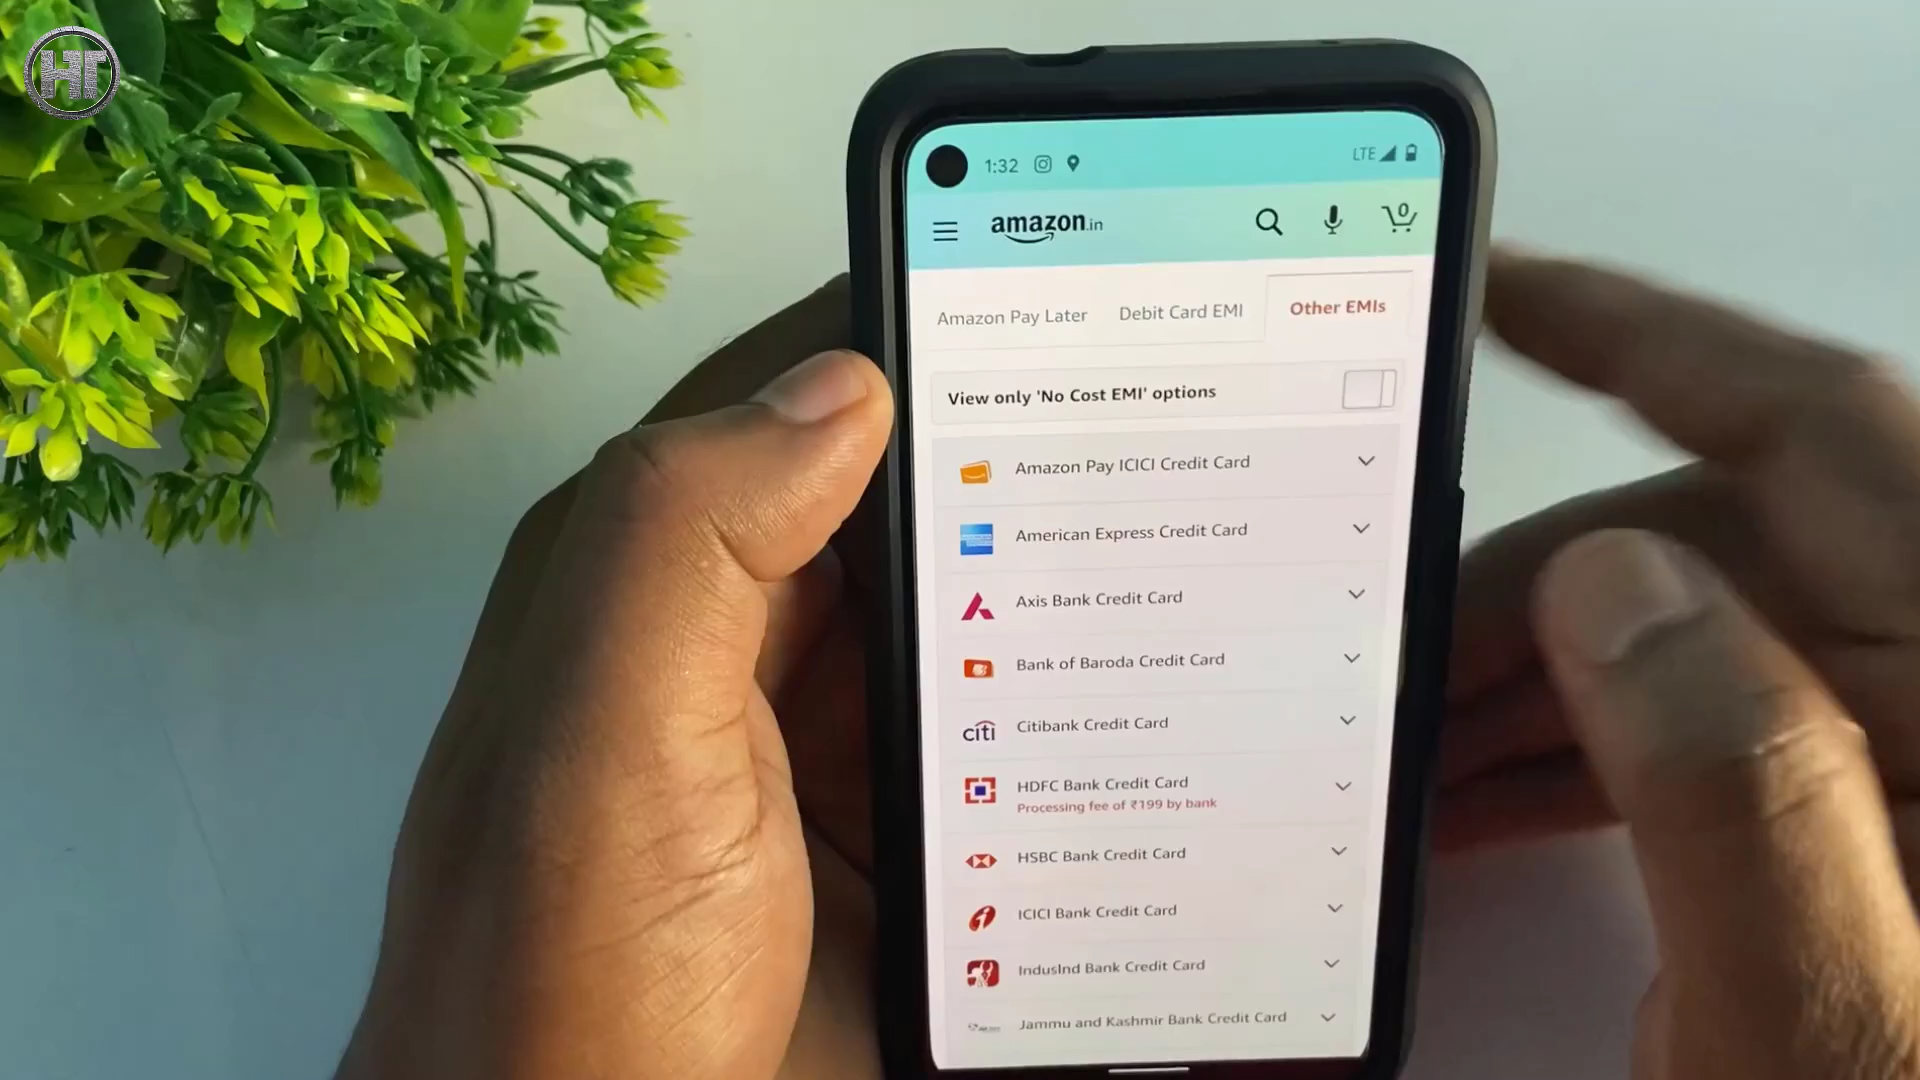 HT
1:32
LTE
amazon.in
0
Amazon Pay Later
Debit Card EMI
Other EMIs
View only 'No Cost EMI' options
Amazon Pay ICICI Credit Card
American Express Credit Card
Axis Bank Credit Card
Bank of Baroda Credit Card
citi
Citibank Credit Card
HDFC Bank Credit Card
Processing fee of ₹199 by bank
HSBC Bank Credit Card
ICICI Bank Credit Card
IndusInd Bank Credit Card
Jammu and Kashmir Bank Credit Card